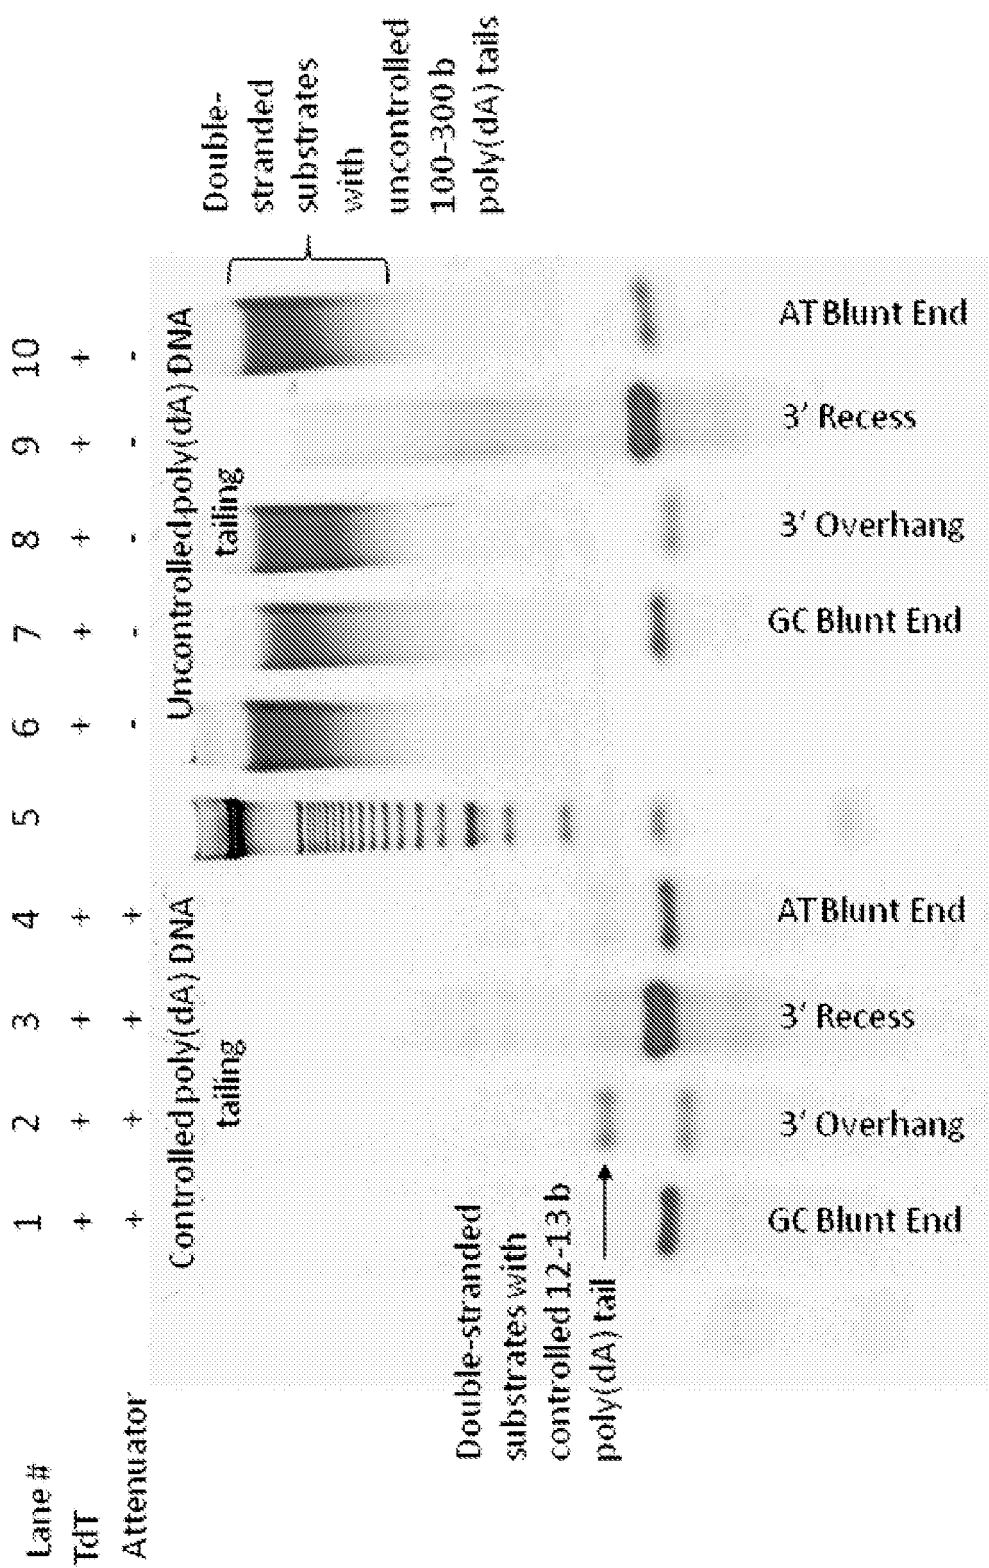 Lane # 1 2 3 4 5 6 7 8 9 10
TdT + + + + + + + + +
Attenuator + + + + - - - - -
Controlled poly(dA) DNA
tailing
Uncontrolled poly(dA) DNA
tailing
Double-
stranded
substrates
with
uncontrolled
100-300 b
poly(dA) tails
Double-stranded
substrates with
controlled 12-13 b
poly(dA) tail
GC Blunt End
3' Overhang
3' Recess
AT Blunt End
GC Blunt End
3' Overhang
3' Recess
AT Blunt End